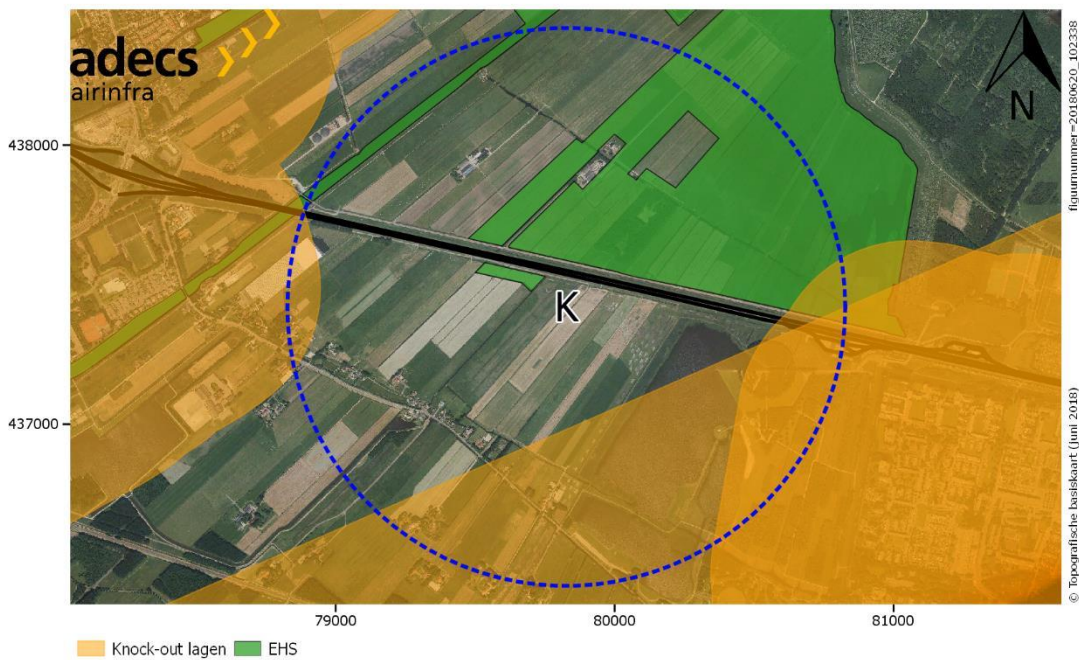 adecs
airinfra
N
figuurnummer=20180620_102338
438000
K
437000
© Topografische basiskaart (juni 2018)
79000
80000
81000
Knock-out lagen
EHS